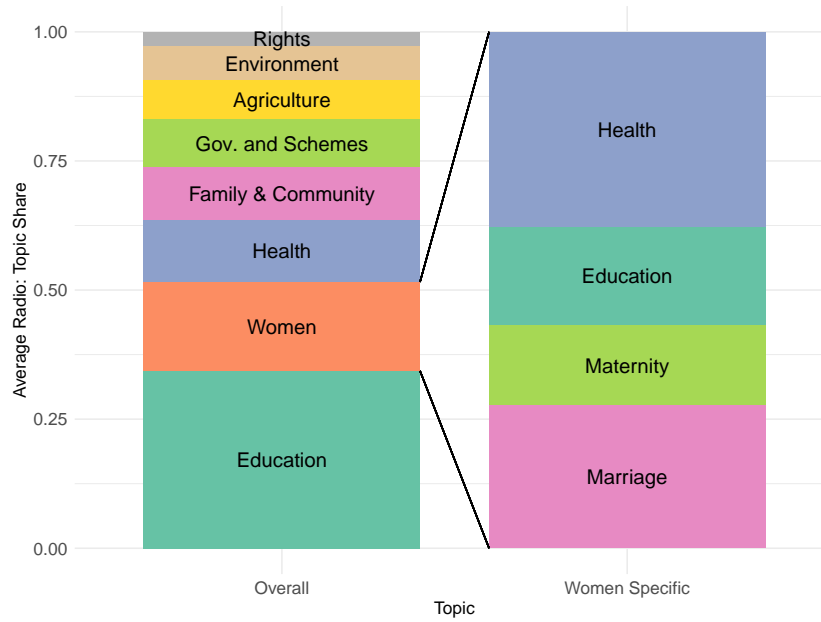 1.00
0.75
0.50
0.25
0.00
Average Radio: Topic Share
Rights
Environment
Agriculture
Gov. and Schemes
Family & Community
Health
Women
Education
Health
Education
Maternity
Marriage
Overall
Women Specific
Topic